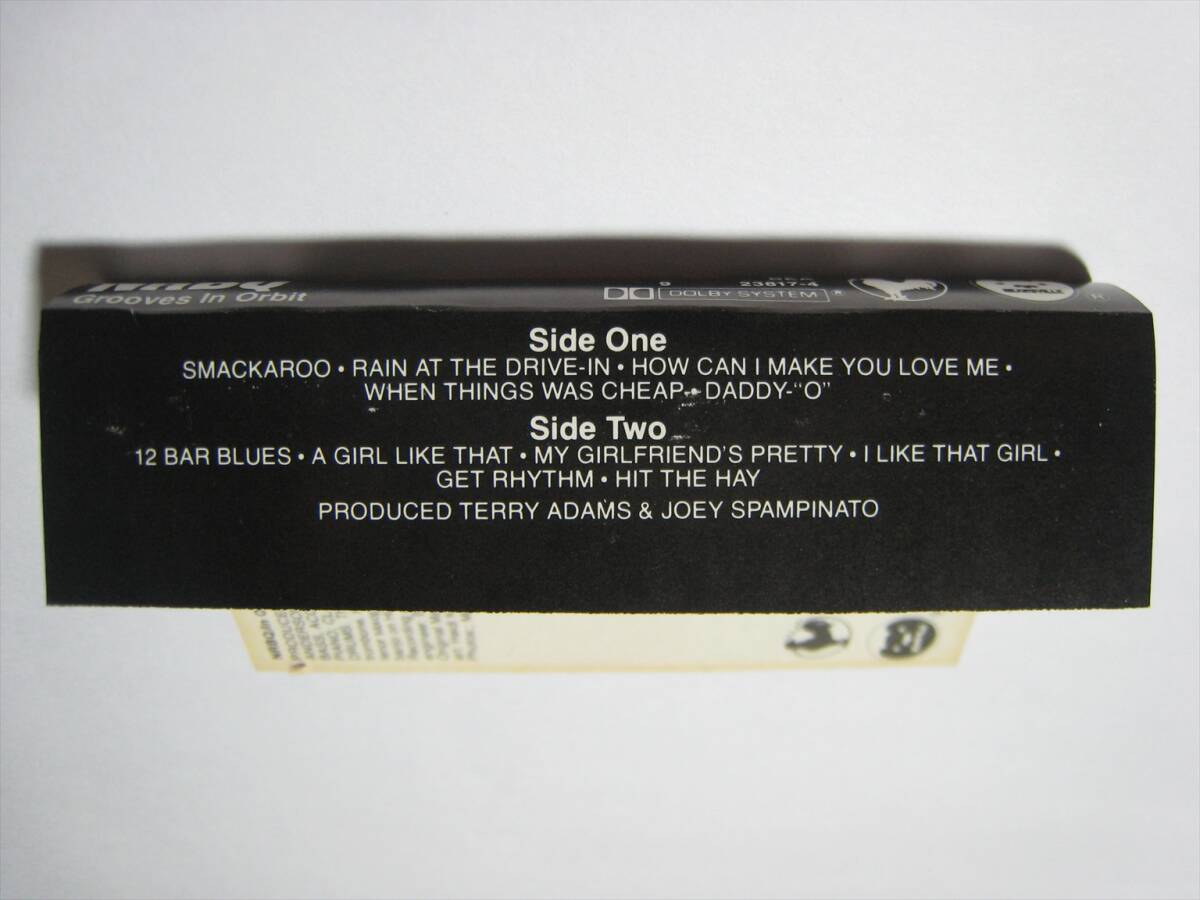 NRBQ
Grooves In Orbit
9 23817-4
DOLBY SYSTEM ®
Side One
SMACKAROO • RAIN AT THE DRIVE-IN • HOW CAN I MAKE YOU LOVE ME •
WHEN THINGS WAS CHEAP • DADDY-“O”
Side Two
12 BAR BLUES • A GIRL LIKE THAT • MY GIRLFRIEND'S PRETTY • I LIKE THAT GIRL •
GET RHYTHM • HIT THE HAY
PRODUCED TERRY ADAMS & JOEY SPAMPINATO